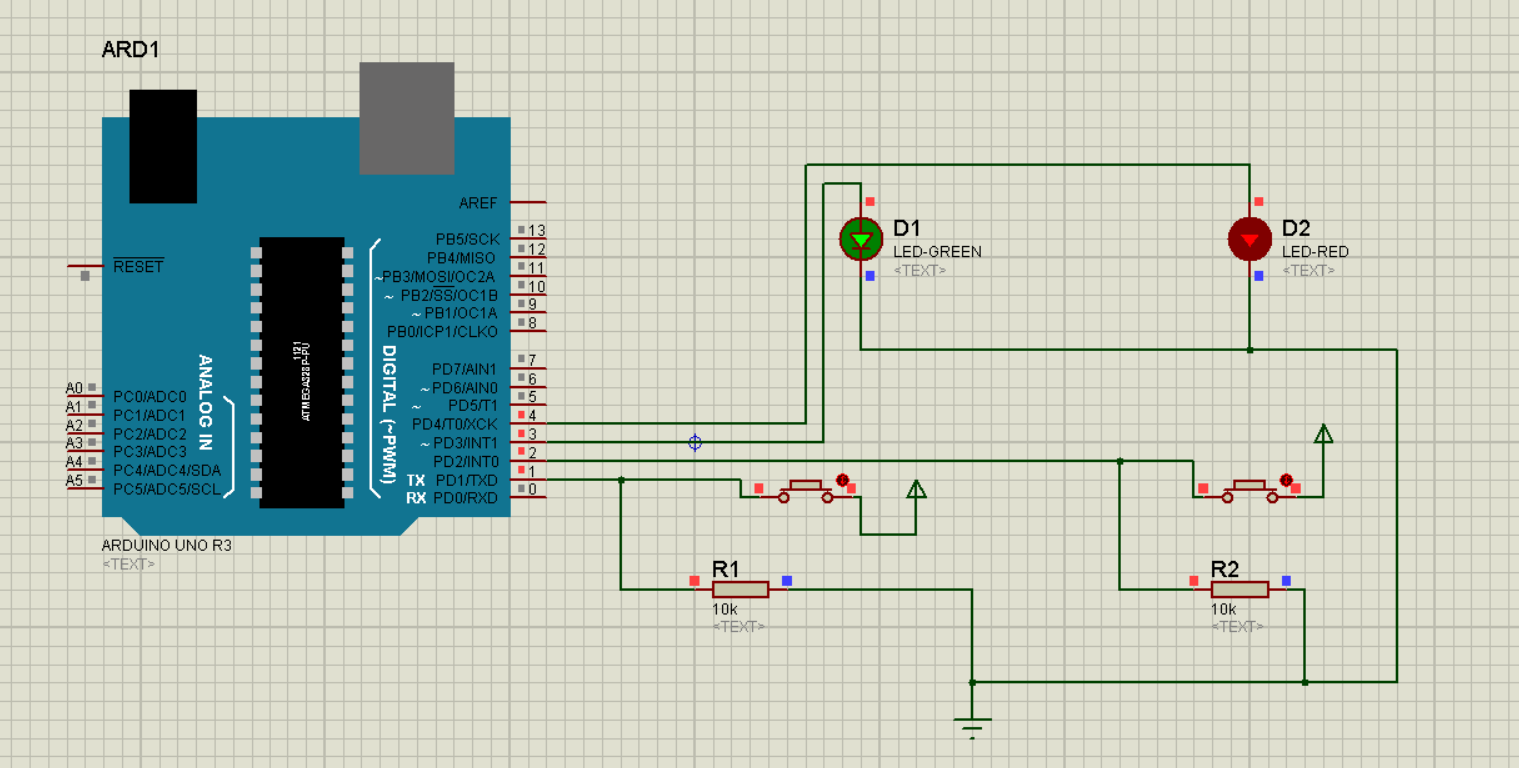 ARD1
AREF
13
PB5/SCK
12
PB4/MISO
11
~PB3/MOSI/OC2A
10
~ PB2/SS/OC1B
9
~ PB1/OC1A
8
PB0/ICP1/CLKO
7
PD7/AIN1
6
~ PD6/AIN0
5
~ PD5/T1
4
PD4/T0/XCK
3
~ PD3/INT1
2
PD2/INT0
1
TX PD1/TXD
0
RX PD0/RXD
RESET
A0
PC0/ADC0
A1
PC1/ADC1
A2
PC2/ADC2
A3
PC3/ADC3
A4
PC4/ADC4/SDA
A5
PC5/ADC5/SCL
ANALOG IN
ATMEGA328P-PU
1121
DIGITAL (~PWM)
ARDUINO UNO R3
<TEXT>
D1
LED-GREEN
<TEXT>
D2
LED-RED
<TEXT>
R1
10k
<TEXT>
R2
10k
<TEXT>